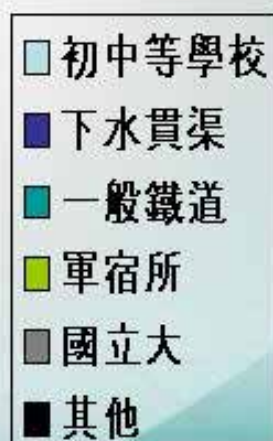 初中等學校
下水貫渠
一般鐵道
軍宿所
國立大
其他